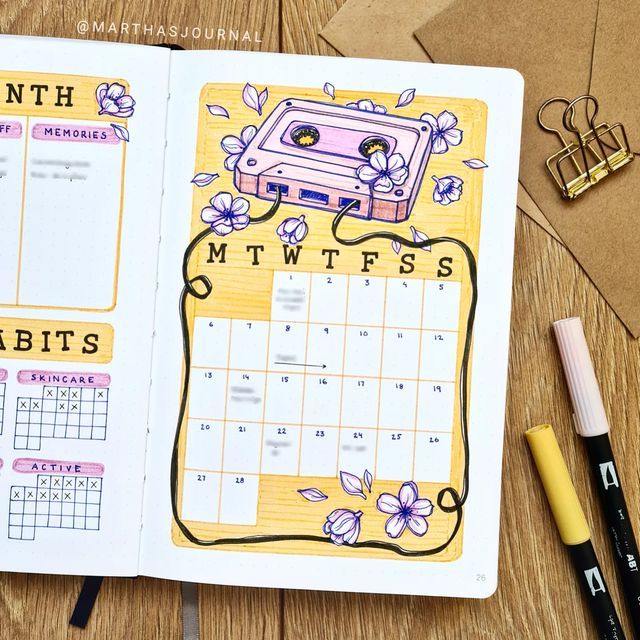 @MARTHASJOURNAL
NTH
FF
MEMORIES
ABITS
SKINCARE
ACTIVE
M T W T F S S
1 2 3 4 5
6 7 8 9 10 11 12
13 14 15 16 17 18 19
20 21 22 23 24 25 26
27 28
26
ABT